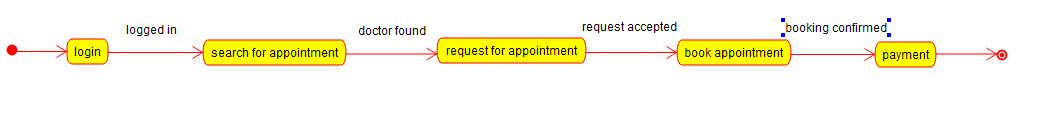 login
logged in
search for appointment
doctor found
request for appointment
request accepted
book appointment
booking confirmed
payment